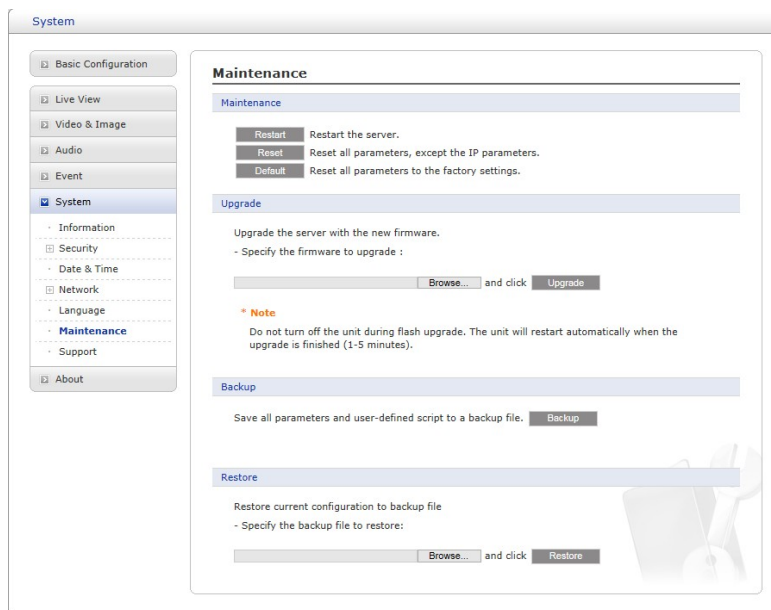 System
Basic Configuration
Live View
Video & Image
Audio
Event
System
Information
Security
Date & Time
Network
Language
Maintenance
Support
About
Maintenance
Maintenance
Restart Restart the server.
Reset Reset all parameters, except the IP parameters.
Default Reset all parameters to the factory settings.
Upgrade
Upgrade the server with the new firmware.
- Specify the firmware to upgrade :
Browse... and click Upgrade
* Note
Do not turn off the unit during flash upgrade. The unit will restart automatically when the
upgrade is finished (1-5 minutes).
Backup
Save all parameters and user-defined script to a backup file. Backup
Restore
Restore current configuration to backup file
- Specify the backup file to restore:
Browse... and click Restore